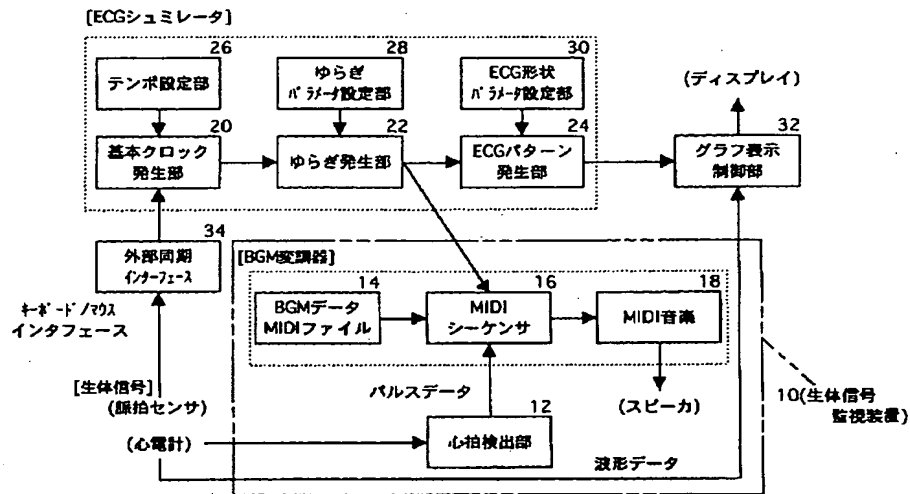 [ECGシュミレータ]
26
テンポ設定部
28
ゆらぎ
パラメータ設定部
30
ECG形状
パラメータ設定部
(ディスプレイ)
20
基本クロック
発生部
22
ゆらぎ発生部
24
ECGパターン
発生部
32
グラフ表示
制御部
34
外部同期
インターフェース
キーボード/マウス
インタフェース
[BGM変調器]
14
BGMデータ
MIDIファイル
16
MIDI
シーケンサ
18
MIDI音楽
[生体信号]
(脈拍センサ)
パルスデータ
(スピーカ)
10(生体信号
監視装置)
(心電計)
12
心拍検出部
波形データ